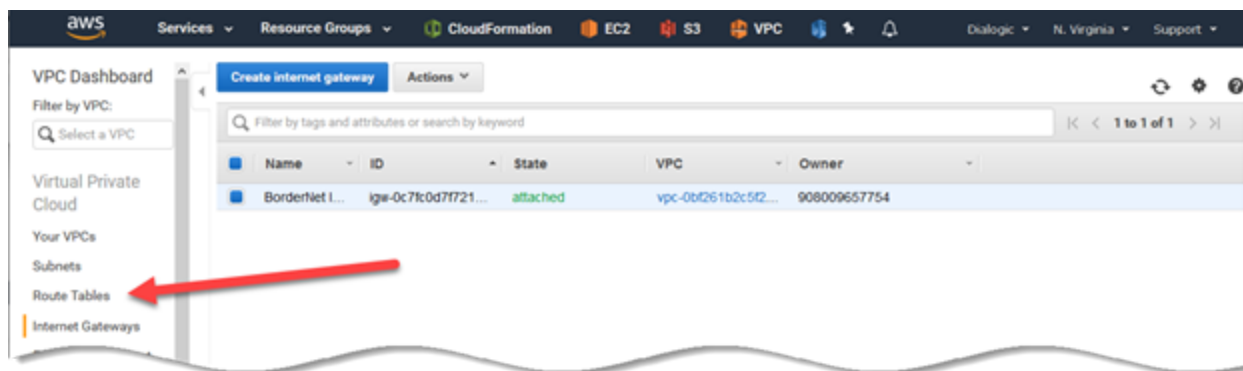 aws Services Resource Groups CloudFormation EC2 S3 VPC Dialogic N. Virginia Support
VPC Dashboard
Filter by VPC:
Select a VPC
Virtual Private
Cloud
Your VPCs
Subnets
Route Tables
Internet Gateways
Create internet gateway Actions
Filter by tags and attributes or search by keyword
1 to 1 of 1
Name ID State VPC Owner
BorderNet I... igw-0c7fc0d7f721... attached vpc-0bf261b2c5f2... 908009657754